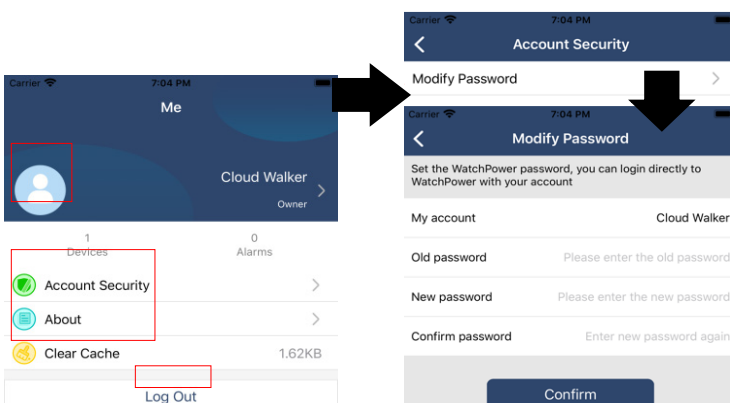 Carrier 7:04 PM
Me
Cloud Walker
Owner
1 0
Devices Alarms
Account Security
About
Clear Cache 1.62KB
Log Out
Carrier 7:04 PM
Account Security
Modify Password
Carrier 7:04 PM
Modify Password
Set the WatchPower password, you can login directly to
WatchPower with your account
My account Cloud Walker
Old password Please enter the old password
New password Please enter the new password
Confirm password Enter new password again
Confirm